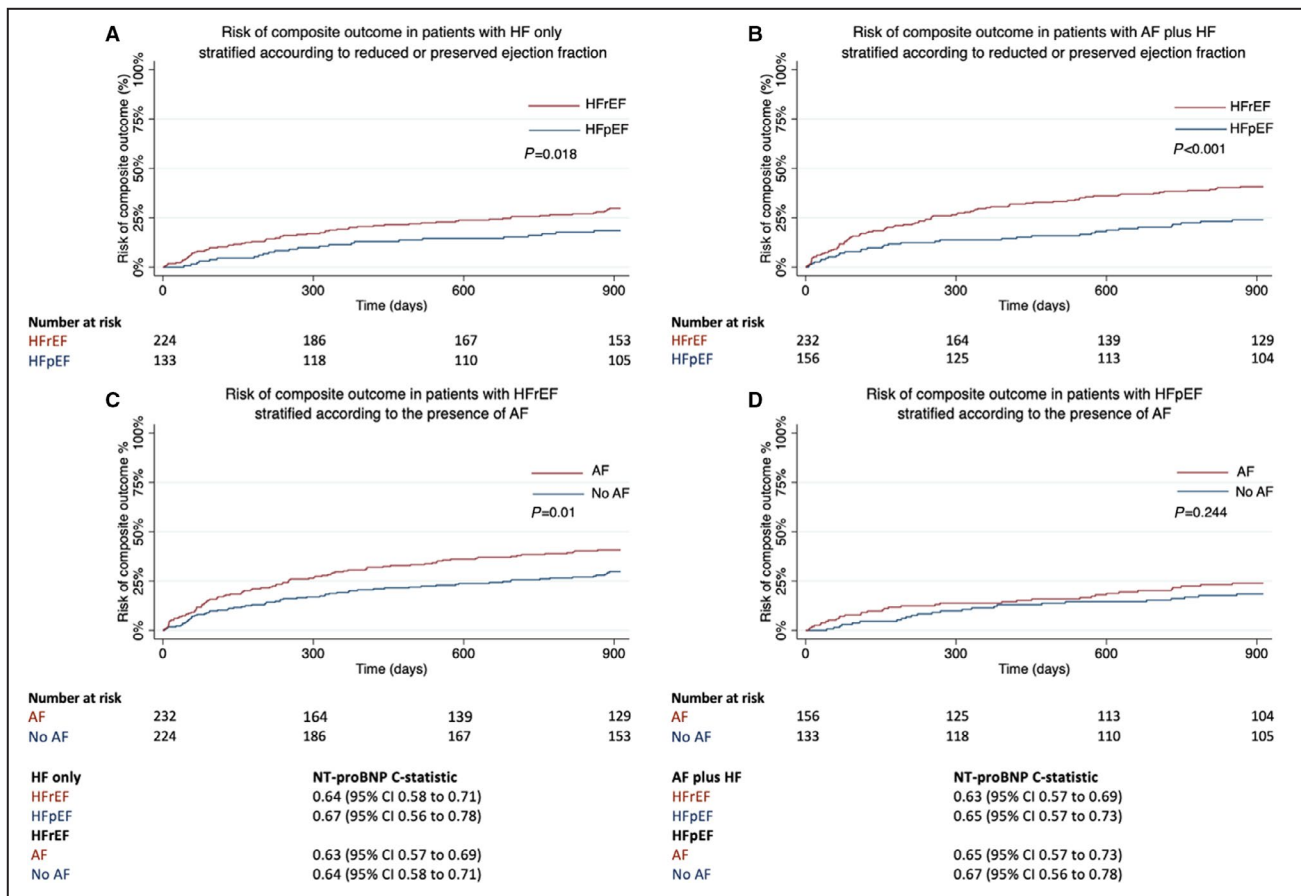 A
Risk of composite outcome in patients with HF only
stratified accourding to reduced or preserved ejection fraction
Risk of composite outcome (%)
100%
75%
50%
25%
0%
HFrEF
HFpEF
P=0.018
0 300 600 900
Time (days)
Number at risk
HFrEF 224 186 167 153
HFpEF 133 118 110 105
B
Risk of composite outcome in patients with AF plus HF
stratified according to reducted or preserved ejection fraction
Risk of composite outcome (%)
100%
75%
50%
25%
0%
HFrEF
HFpEF
P<0.001
0 300 600 900
Time (days)
Number at risk
HFrEF 232 164 139 129
HFpEF 156 125 113 104
C
Risk of composite outcome in patients with HFrEF
stratified according to the presence of AF
Risk of composite outcome %
100%
75%
50%
25%
0%
AF
No AF
P=0.01
0 300 600 900
Time (days)
Number at risk
AF 232 164 139 129
No AF 224 186 167 153
D
Risk of composite outcome in patients with HFpEF
stratified according to the presence of AF
Risk of composite outcome %
100%
75%
50%
25%
0%
AF
No AF
P=0.244
0 300 600 900
Time (days)
Number at risk
AF 156 125 113 104
No AF 133 118 110 105
HF only NT-proBNP C-statistic
HFrEF 0.64 (95% CI 0.58 to 0.71)
HFpEF 0.67 (95% CI 0.56 to 0.78)
HFrEF
AF 0.63 (95% CI 0.57 to 0.69)
No AF 0.64 (95% CI 0.58 to 0.71)
AF plus HF NT-proBNP C-statistic
HFrEF 0.63 (95% CI 0.57 to 0.69)
HFpEF 0.65 (95% CI 0.57 to 0.73)
HFpEF
AF 0.65 (95% CI 0.57 to 0.73)
No AF 0.67 (95% CI 0.56 to 0.78)